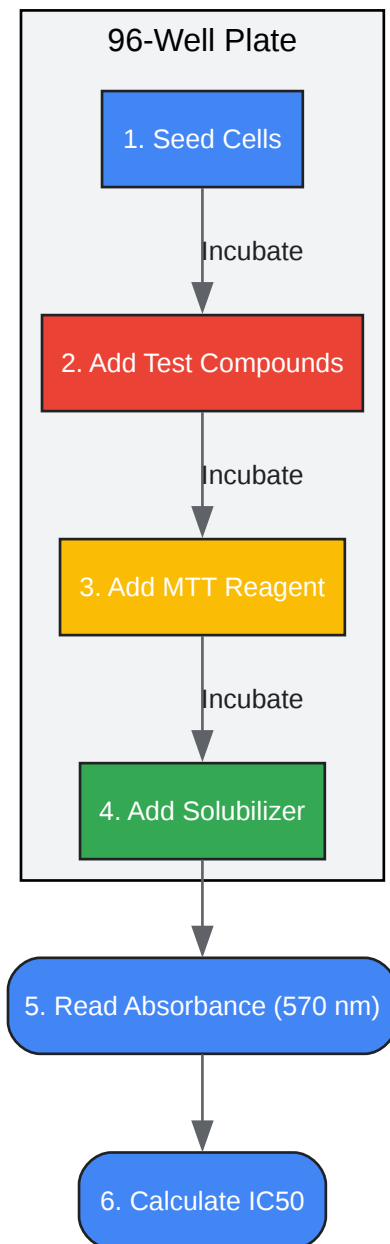 96-Well Plate
1. Seed Cells
Incubate
2. Add Test Compounds
Incubate
3. Add MTT Reagent
Incubate
4. Add Solubilizer
5. Read Absorbance (570 nm)
6. Calculate IC50